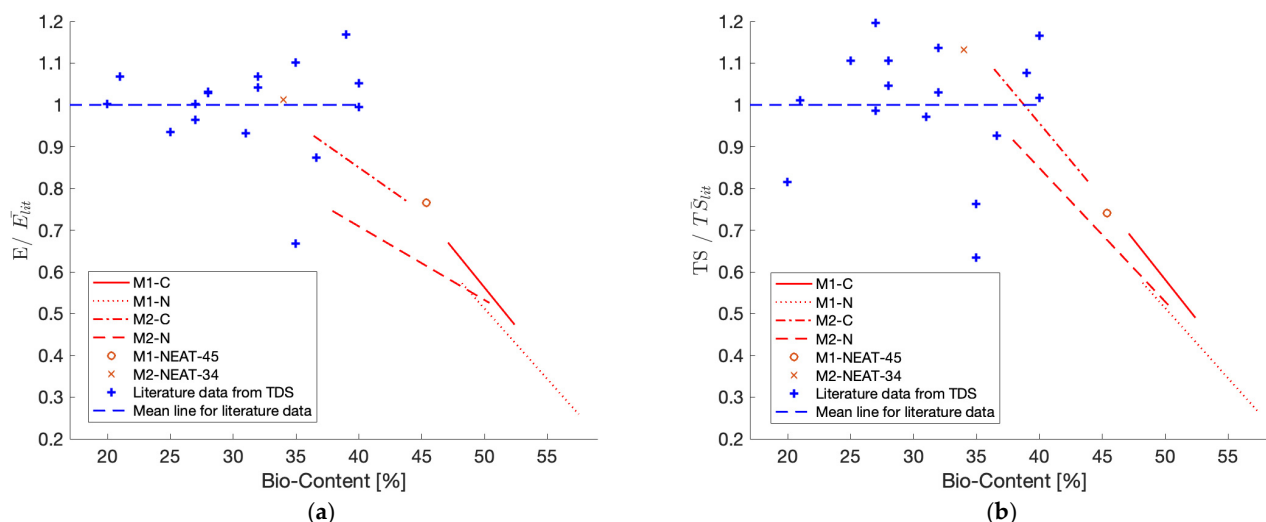 1.2
1.1
1
0.9
0.8
0.7
0.6
0.5
0.4
0.3
0.2
E/ Ē_lit
M1-C
M1-N
M2-C
M2-N
M1-NEAT-45
M2-NEAT-34
Literature data from TDS
Mean line for literature data
20 25 30 35 40 45 50 55
Bio-Content [%]
(a)
1.2
1.1
1
0.9
0.8
0.7
0.6
0.5
0.4
0.3
0.2
TS / TS̄_lit
M1-C
M1-N
M2-C
M2-N
M1-NEAT-45
M2-NEAT-34
Literature data from TDS
Mean line for literature data
20 25 30 35 40 45 50 55
Bio-Content [%]
(b)